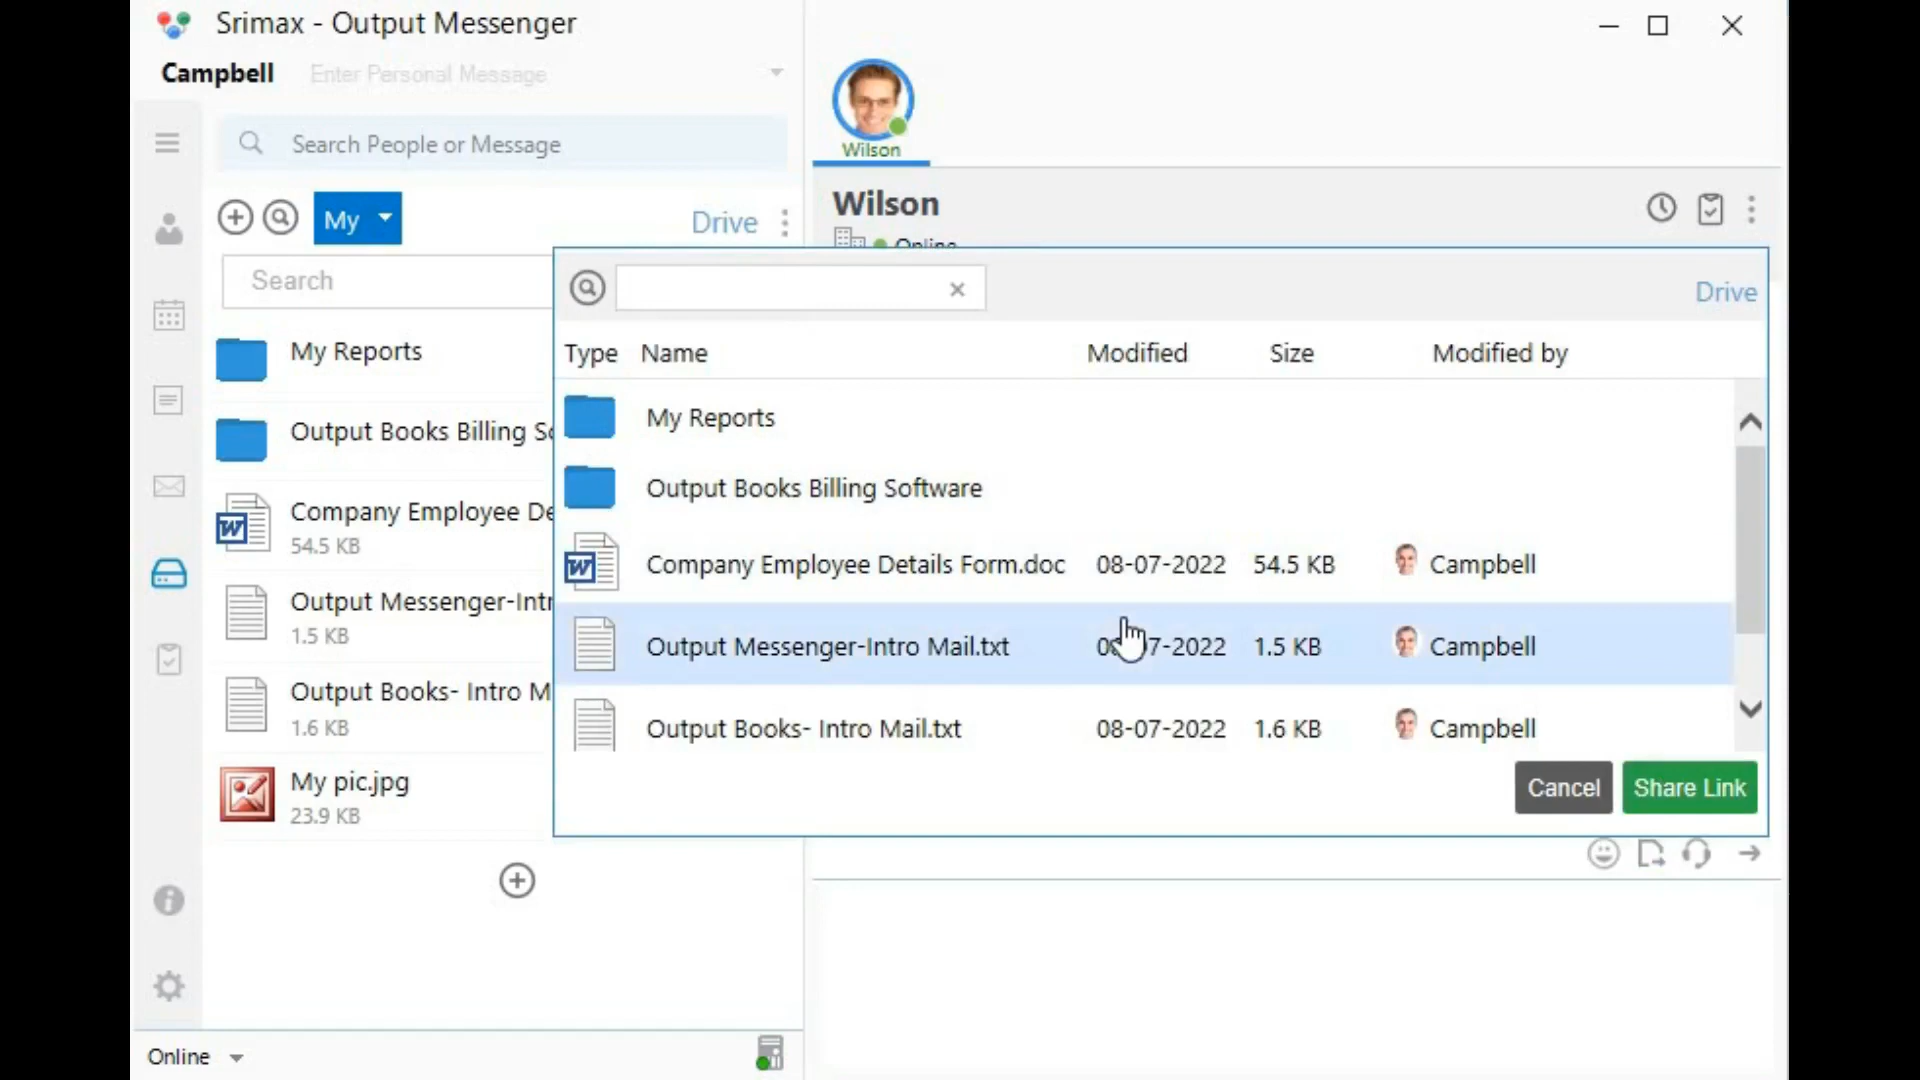 Srimax - Output Messenger
Campbell Enter Personal Message
Search People or Message
My Drive
Search
My Reports
Output Books Billing So
Company Employee De
54.5 KB
Output Messenger-Intr
1.5 KB
Output Books- Intro M
1.6 KB
My pic.jpg
23.9 KB
Online
Wilson
Wilson
Online
Drive
Type Name Modified Size Modified by
My Reports
Output Books Billing Software
Company Employee Details Form.doc 08-07-2022 54.5 KB Campbell
Output Messenger-Intro Mail.txt 7-2022 1.5 KB Campbell
Output Books- Intro Mail.txt 08-07-2022 1.6 KB Campbell
Cancel Share Link